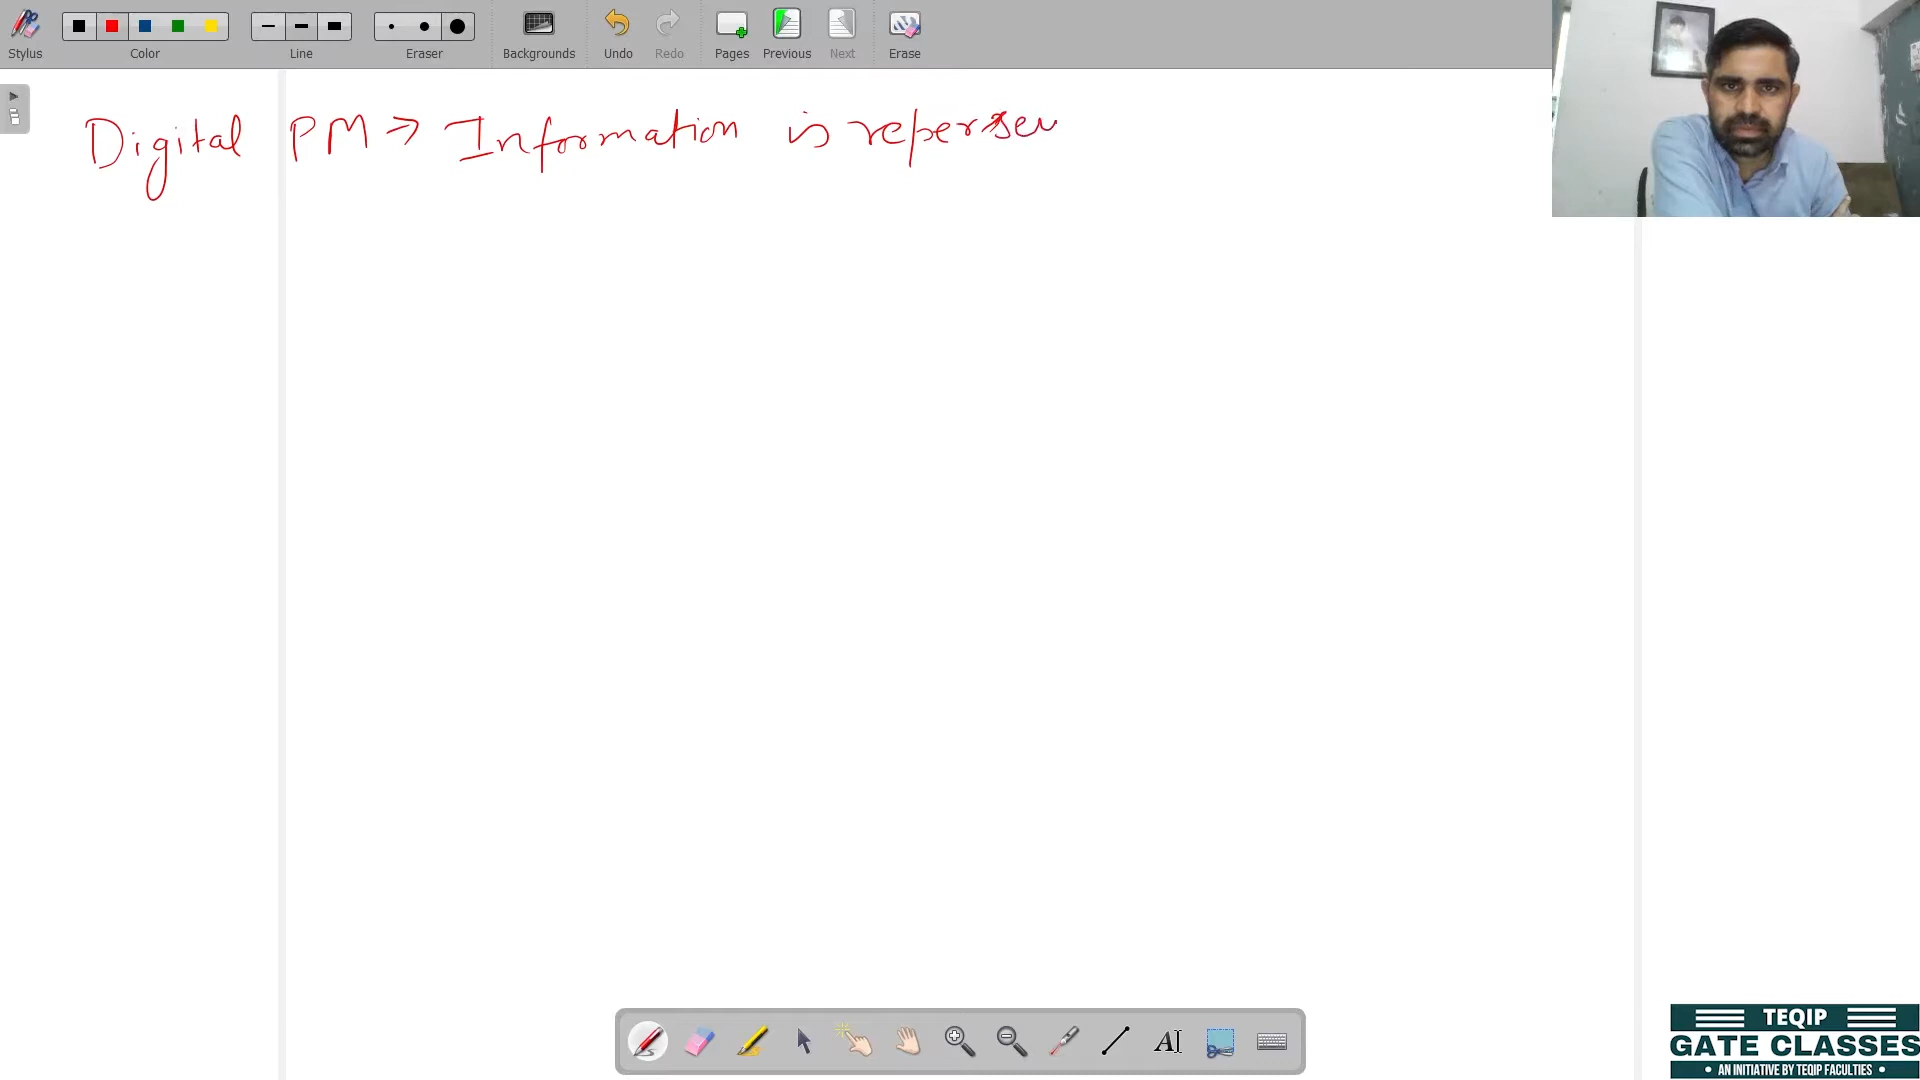 Stylus Color Line Eraser Backgrounds Undo Redo Pages Previous Next Erase
Digital PM → Information is repersen
TEQIP
GATE CLASSES
• AN INITIATIVE BY TEQIP FACULTIES •